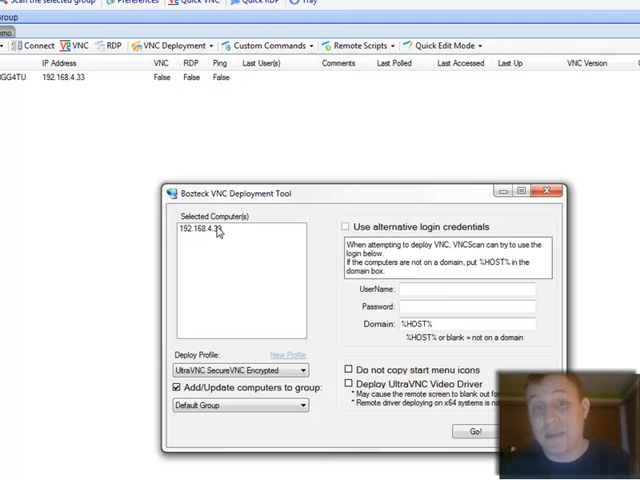 Scan the selected group Preferences Quick VNC Quick RDP Tray
Connect VNC RDP VNC Deployment Custom Commands Remote Scripts Quick Edit Mode
IP Address VNC RDP Ping Last User(s) Comments Last Polled Last Accessed Last Up VNC Version
192.168.4.33 False False False
Bozteck VNC Deployment Tool
Selected Computer(s)
192.168.4.33
Use alternative login credentials
When attempting to deploy VNC, VNCScan can try to use the
login below.
If the computers are not on a domain, put %HOST% in the
domain box.
UserName:
Password:
Domain: %HOST%
%HOST% or blank = not on a domain
Deploy Profile: New Profile
UltraVNC SecureVNC Encrypted
Add/Update computers to group:
Default Group
Do not copy start menu icons
Deploy UltraVNC Video Driver
* May cause the remote screen to blank out for
* Remote driver deploying on x64 systems is
Go!